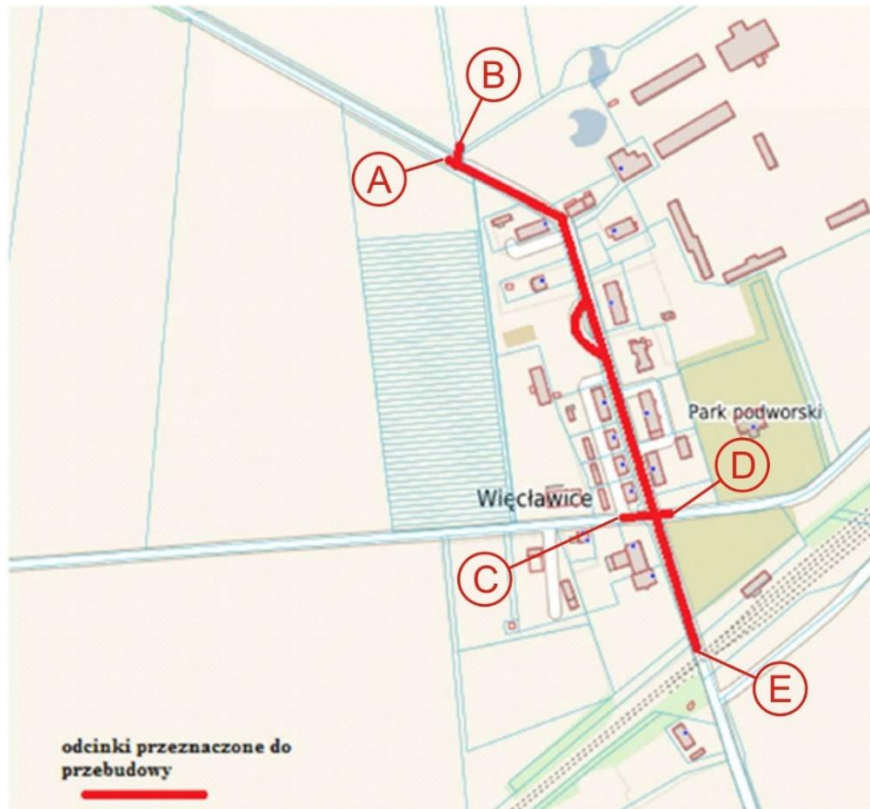 B
A
Park podworski
D
Więcławice
C
E
odcinki przeznaczone do
przebudowy